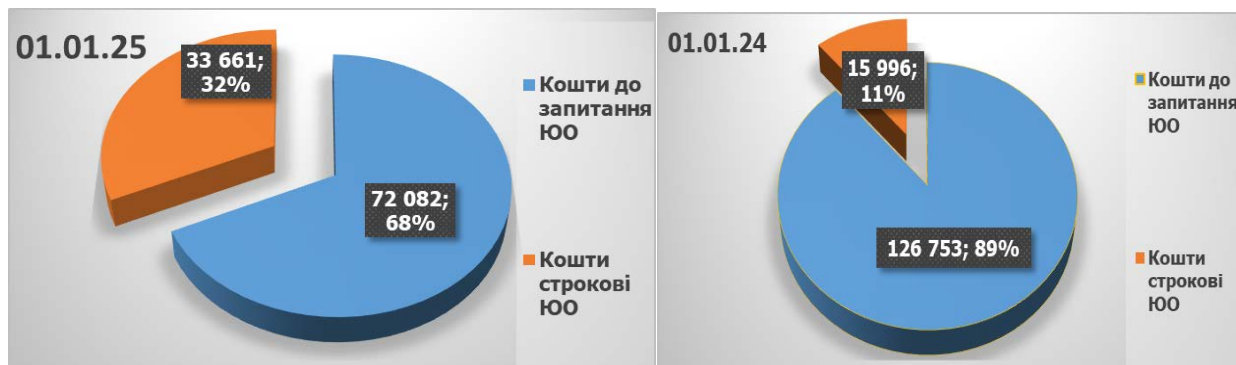 01.01.25
33 661;
32%
72 082;
68%
Кошти до
запитання
ЮО
Кошти
строкові
ЮО
01.01.24
15 996;
11%
126 753; 89%
Кошти до
запитання
ЮО
Кошти
строкові
ЮО